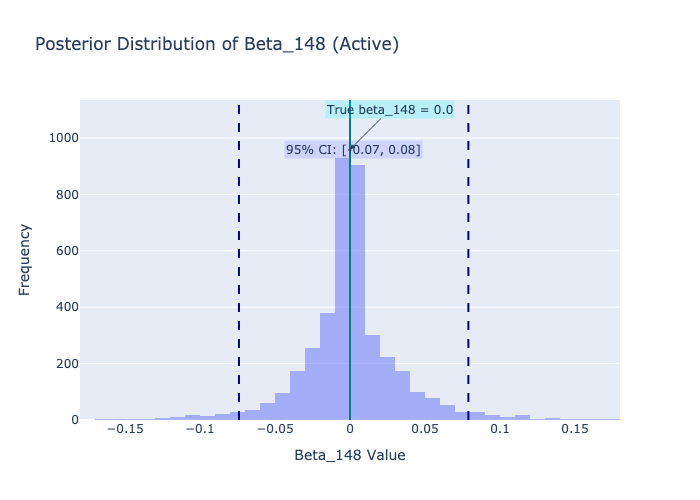 Posterior Distribution of Beta_148 (Active)
True beta_148 = 0.0
95% CI: [-0.07, 0.08]
1000
800
600
400
200
0
Frequency
−0.15
−0.1
−0.05
0
0.05
0.1
0.15
Beta_148 Value